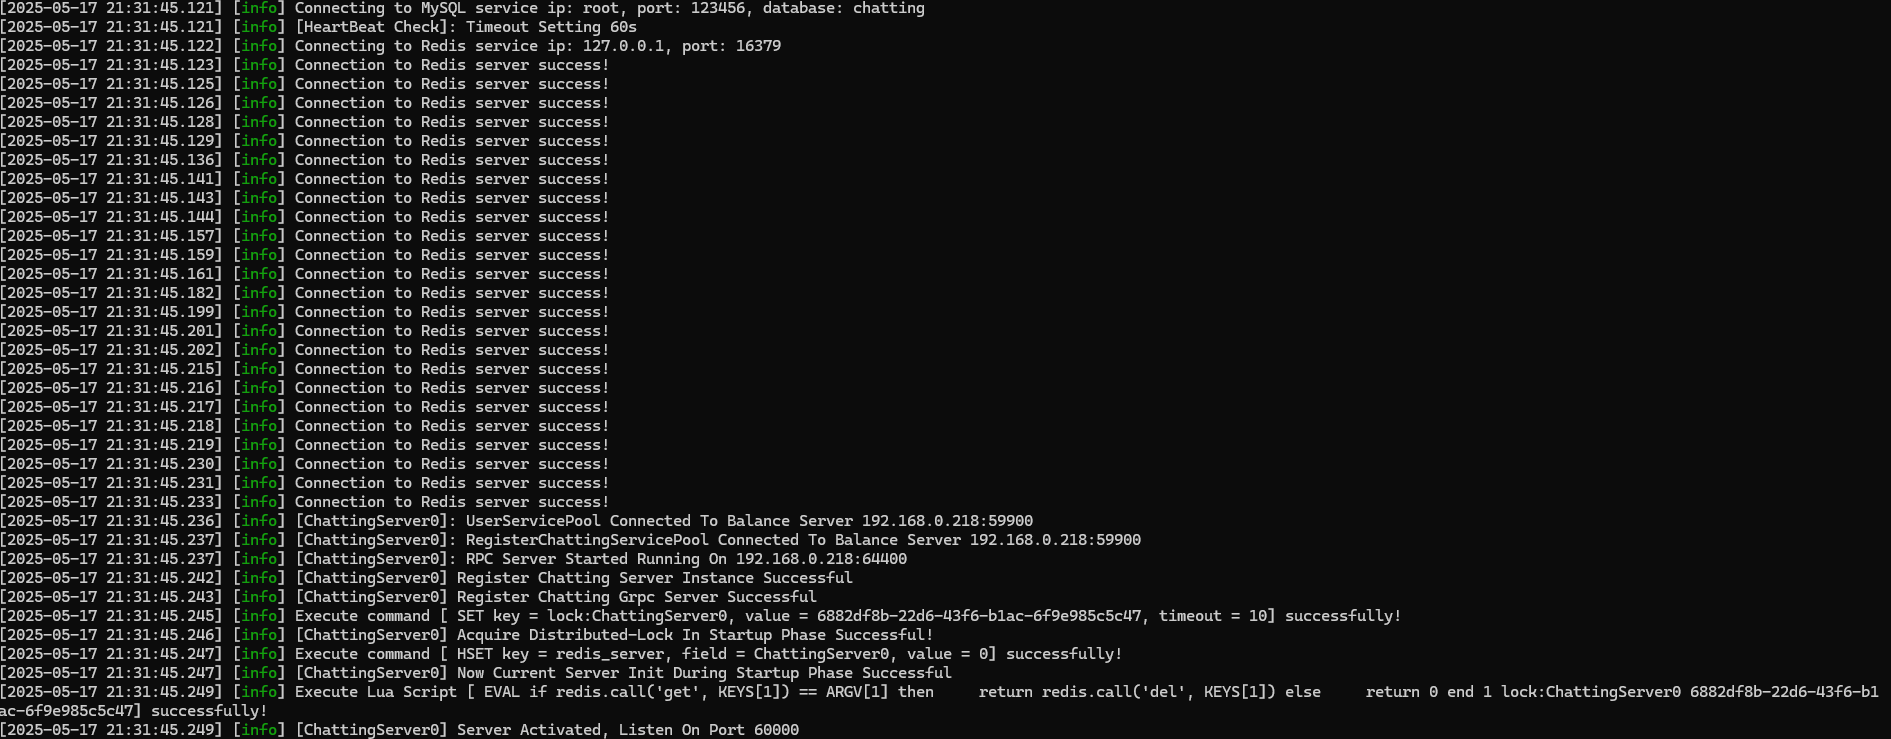 [2025-05-17 21:31:45.121] [info] Connecting to MySQL service ip: root, port: 123456, database: chatting
[2025-05-17 21:31:45.121] [info] [HeartBeat Check]: Timeout Setting 60s
[2025-05-17 21:31:45.122] [info] Connecting to Redis service ip: 127.0.0.1, port: 16379
[2025-05-17 21:31:45.123] [info] Connection to Redis server success!
[2025-05-17 21:31:45.125] [info] Connection to Redis server success!
[2025-05-17 21:31:45.126] [info] Connection to Redis server success!
[2025-05-17 21:31:45.128] [info] Connection to Redis server success!
[2025-05-17 21:31:45.129] [info] Connection to Redis server success!
[2025-05-17 21:31:45.136] [info] Connection to Redis server success!
[2025-05-17 21:31:45.141] [info] Connection to Redis server success!
[2025-05-17 21:31:45.143] [info] Connection to Redis server success!
[2025-05-17 21:31:45.144] [info] Connection to Redis server success!
[2025-05-17 21:31:45.157] [info] Connection to Redis server success!
[2025-05-17 21:31:45.159] [info] Connection to Redis server success!
[2025-05-17 21:31:45.161] [info] Connection to Redis server success!
[2025-05-17 21:31:45.182] [info] Connection to Redis server success!
[2025-05-17 21:31:45.199] [info] Connection to Redis server success!
[2025-05-17 21:31:45.201] [info] Connection to Redis server success!
[2025-05-17 21:31:45.202] [info] Connection to Redis server success!
[2025-05-17 21:31:45.215] [info] Connection to Redis server success!
[2025-05-17 21:31:45.216] [info] Connection to Redis server success!
[2025-05-17 21:31:45.217] [info] Connection to Redis server success!
[2025-05-17 21:31:45.218] [info] Connection to Redis server success!
[2025-05-17 21:31:45.219] [info] Connection to Redis server success!
[2025-05-17 21:31:45.230] [info] Connection to Redis server success!
[2025-05-17 21:31:45.231] [info] Connection to Redis server success!
[2025-05-17 21:31:45.233] [info] Connection to Redis server success!
[2025-05-17 21:31:45.236] [info] [ChattingServer0]: UserServicePool Connected To Balance Server 192.168.0.218:59900
[2025-05-17 21:31:45.237] [info] [ChattingServer0]: RegisterChattingServicePool Connected To Balance Server 192.168.0.218:59900
[2025-05-17 21:31:45.237] [info] [ChattingServer0]: RPC Server Started Running On 192.168.0.218:64400
[2025-05-17 21:31:45.242] [info] [ChattingServer0] Register Chatting Server Instance Successful
[2025-05-17 21:31:45.243] [info] [ChattingServer0] Register Chatting Grpc Server Successful
[2025-05-17 21:31:45.245] [info] Execute command [ SET key = lock:ChattingServer0, value = 6882df8b-22d6-43f6-b1ac-6f9e985c5c47, timeout = 10] successfully!
[2025-05-17 21:31:45.246] [info] [ChattingServer0] Acquire Distributed-Lock In Startup Phase Successful!
[2025-05-17 21:31:45.247] [info] Execute command [ HSET key = redis_server, field = ChattingServer0, value = 0] successfully!
[2025-05-17 21:31:45.247] [info] [ChattingServer0] Now Current Server Init During Startup Phase Successful
[2025-05-17 21:31:45.249] [info] Execute Lua Script [ EVAL if redis.call('get', KEYS[1]) == ARGV[1] then     return redis.call('del', KEYS[1]) else     return 0 end 1 lock:ChattingServer0 6882df8b-22d6-43f6-b1
ac-6f9e985c5c47] successfully!
[2025-05-17 21:31:45.249] [info] [ChattingServer0] Server Activated, Listen On Port 60000